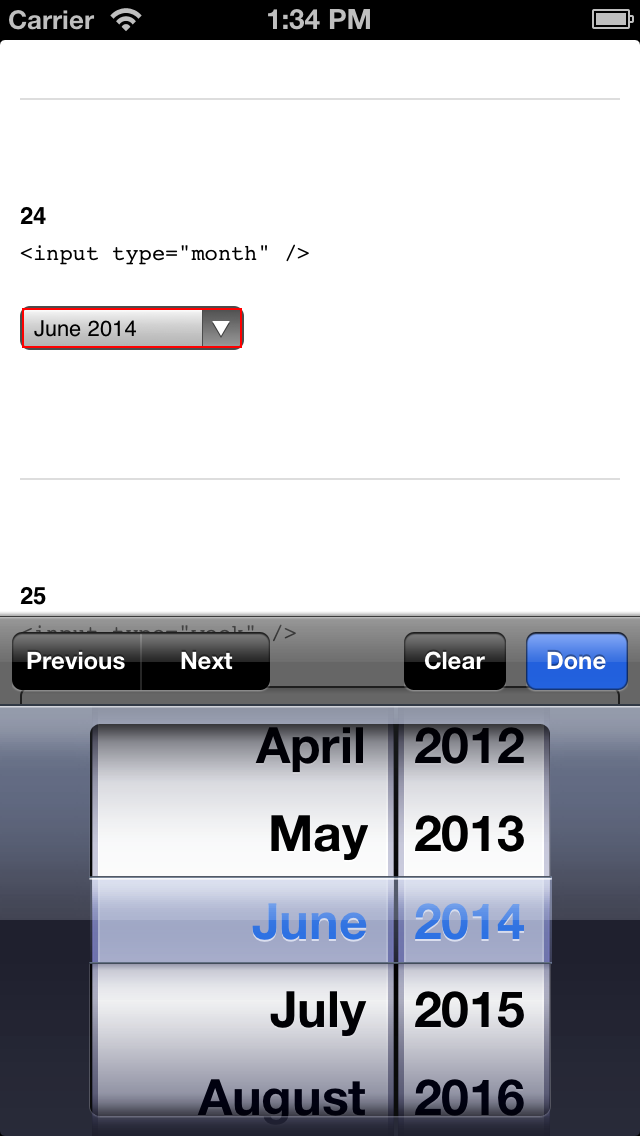 Carrier 1:34 PM
24
<input type="month" />
June 2014
25
<input type="week" />
Previous Next Clear Done
April 2012
May 2013
June 2014
July 2015
August 2016